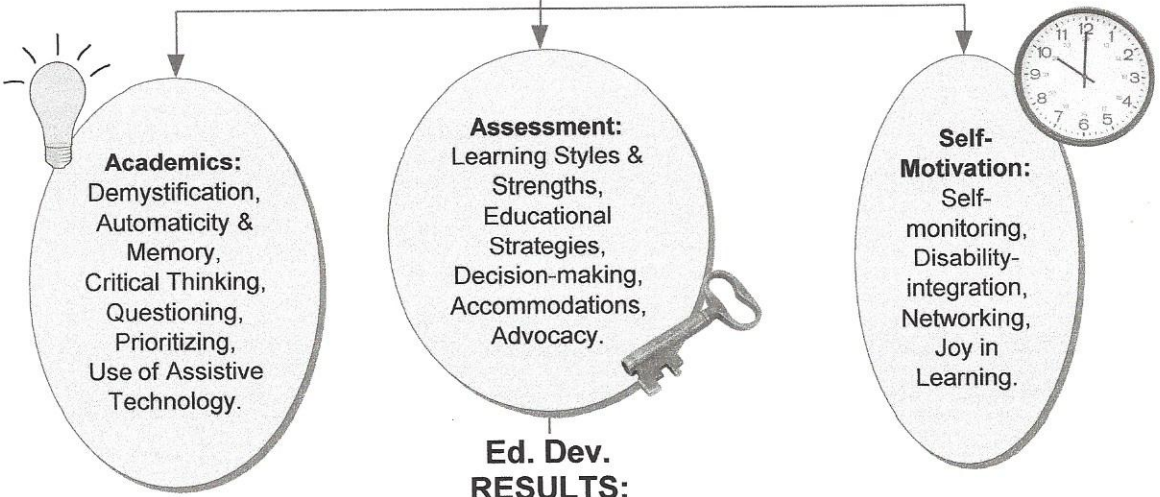 Academics:
Demystification,
Automaticity &
Memory,
Critical Thinking,
Questioning,
Prioritizing,
Use of Assistive
Technology.
Assessment:
Learning Styles &
Strengths,
Educational
Strategies,
Decision-making,
Accommodations,
Advocacy.
11 12 1
10 2
9 3
8 4
7 6 5
Self-
Motivation:
Self-
monitoring,
Disability-
integration,
Networking,
Joy in
Learning.
Ed. Dev.
RESULTS: